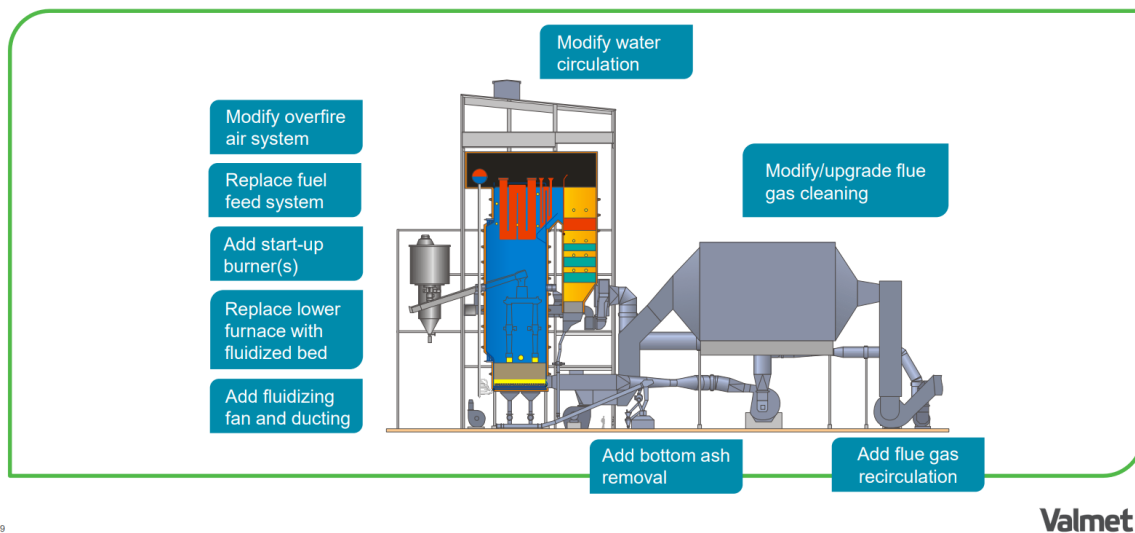 Modify water
circulation
Modify overfire
air system
Replace fuel
feed system
Modify/upgrade flue
gas cleaning
Add start-up
burner(s)
Replace lower
furnace with
fluidized bed
Add fluidizing
fan and ducting
Add bottom ash
removal
Add flue gas
recirculation
9
Valmet